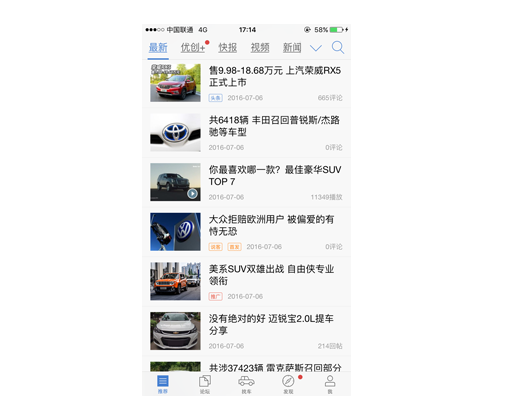 中国联通 4G 17:14 58%
最新 优创+ 快报 视频 新闻
售9.98-18.68万元 上汽荣威RX5
正式上市
头条 2016-07-06 665评论
共6418辆 丰田召回普锐斯/杰路
驰等车型
2016-07-06 0评论
你最喜欢哪一款？最佳豪华SUV
TOP 7
2016-07-06 11349播放
大众拒赔欧洲用户 被偏爱的有
恃无恐
2016-07-06 0评论
美系SUV双雄出战 自由侠专业
领衔
推广 2016-07-06
没有绝对的好 迈锐宝2.0L提车
分享
2016-07-06 214回帖
共涉37423辆 雷克萨斯召回部分
推荐 论坛 找车 发现 我